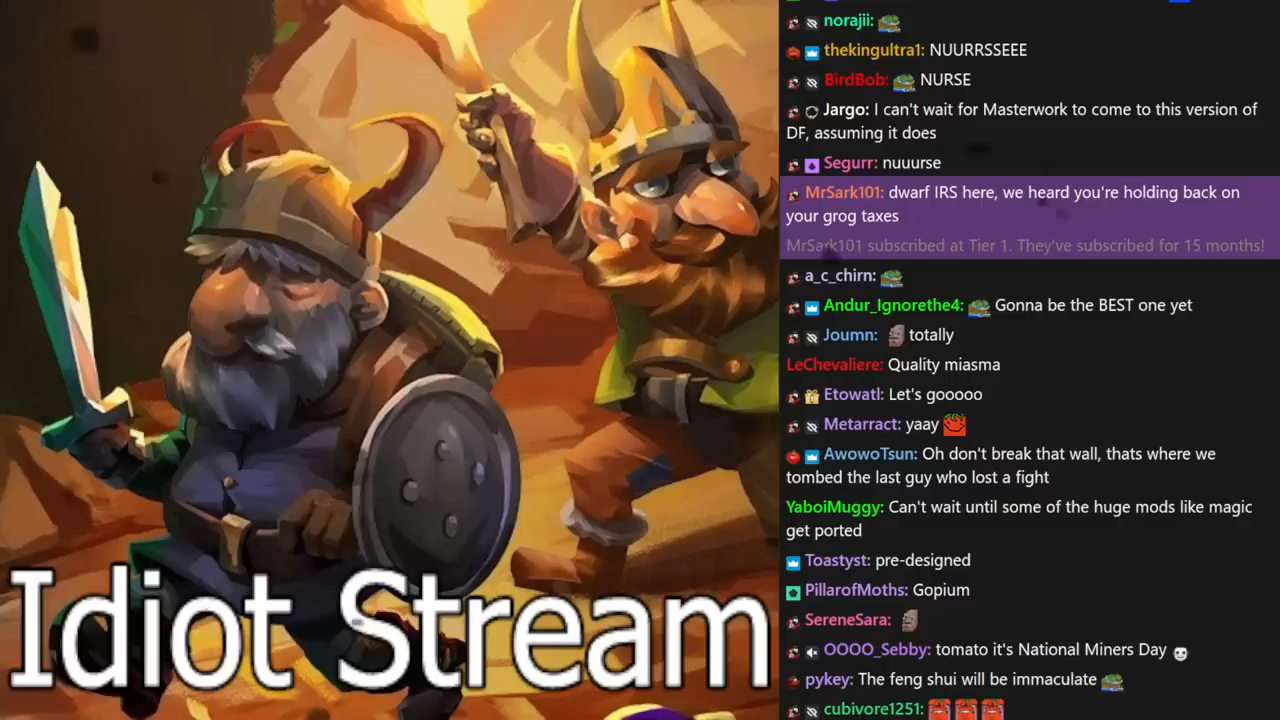 Idiot Stream
norajii:
thekingultra1: NUURRSSEEE
BirdBob: NURSE
Jargo: I can't wait for Masterwork to come to this version of
DF, assuming it does
Segurr: nuuurse
MrSark101: dwarf IRS here, we heard you're holding back on
your grog taxes
MrSark101 subscribed at Tier 1. They've subscribed for 15 months!
a_c_chirn:
Andur_Ignorethe4: Gonna be the BEST one yet
Joumn: totally
LeChevaliere: Quality miasma
Etowatl: Let's gooooo
Metarract: yaay
AwowoTsun: Oh don't break that wall, thats where we
tombed the last guy who lost a fight
YaboiMuggy: Can't wait until some of the huge mods like magic
get ported
Toastyst: pre-designed
PillarofMoths: Gopium
SereneSara:
OOOO_Sebby: tomato it's National Miners Day
pykey: The feng shui will be immaculate
cubivore1251: